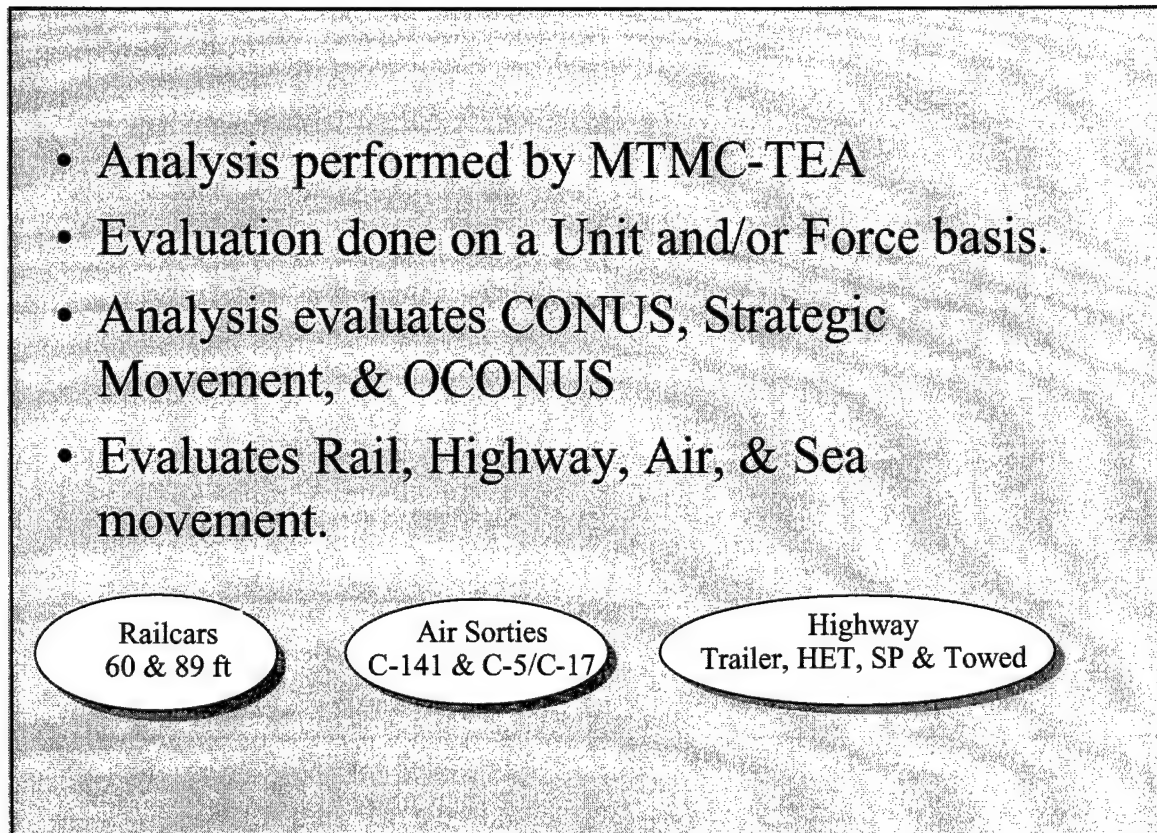 • Analysis performed by MTMC-TEA
• Evaluation done on a Unit and/or Force basis.
• Analysis evaluates CONUS, Strategic
Movement, & OCONUS
• Evaluates Rail, Highway, Air, & Sea
movement.
Railcars
60 & 89 ft
Air Sorties
C-141 & C-5/C-17
Highway
Trailer, HET, SP & Towed